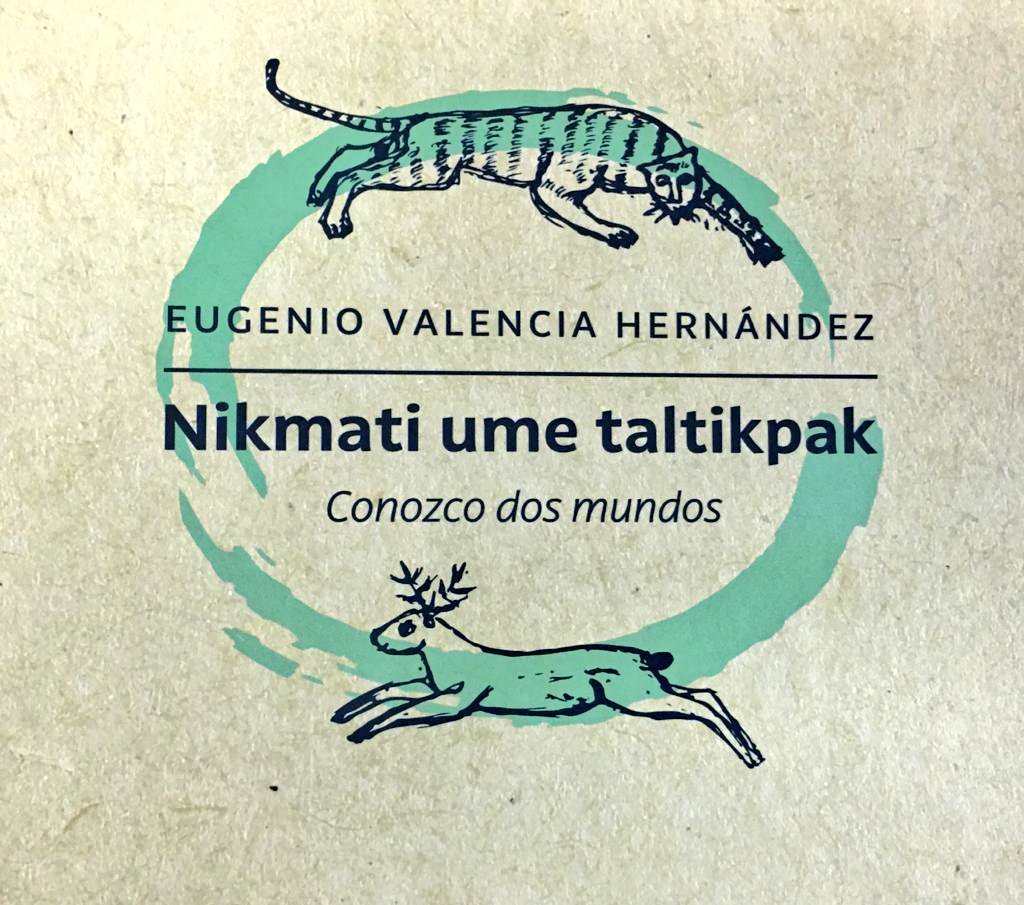 EUGENIO VALENCIA HERNÁNDEZ
Nikmati ume taltikpak
Conozco dos mundos